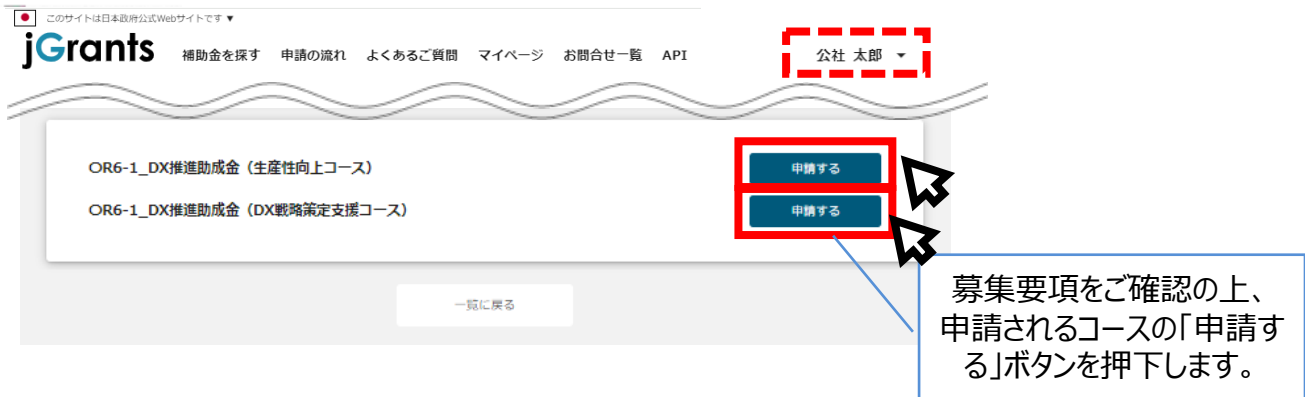 このサイトは日本政府公式Webサイトです ▼
jGrants 補助金を探す 申請の流れ よくあるご質問 マイページ お問合せ一覧 API 公社 太郎 ▼
OR6-1_DX推進助成金（生産性向上コース） 申請する
OR6-1_DX推進助成金（DX戦略策定支援コース） 申請する
一覧に戻る
募集要項をご確認の上、
申請されるコースの「申請す
る」ボタンを押下します。